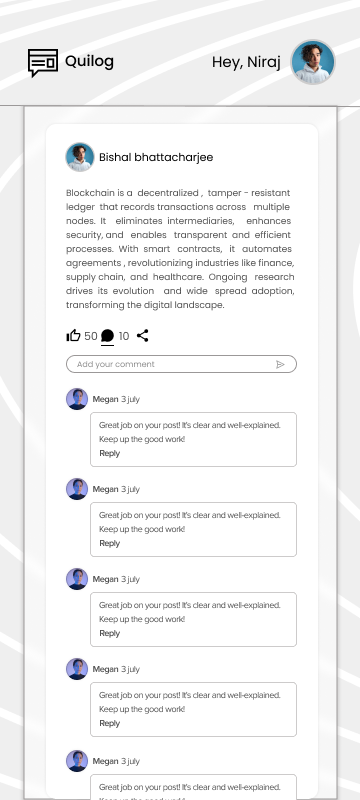 Quilog
Hey, Niraj
Bishal bhattacharjee
Blockchain is a decentralized , tamper - resistant
ledger that records transactions across multiple
nodes. It eliminates intermediaries, enhances
security, and enables transparent and efficient
processes. With smart contracts, it automates
agreements , revolutionizing industries like finance,
supply chain, and healthcare. Ongoing research
drives its evolution and wide spread adoption,
transforming the digital landscape.
50 10
Add your comment
Megan 3 july
Great job on your post! It's clear and well-explained.
Keep up the good work!
Reply
Megan 3 july
Great job on your post! It's clear and well-explained.
Keep up the good work!
Reply
Megan 3 july
Great job on your post! It's clear and well-explained.
Keep up the good work!
Reply
Megan 3 july
Great job on your post! It's clear and well-explained.
Keep up the good work!
Reply
Megan 3 july
Great job on your post! It's clear and well-explained.